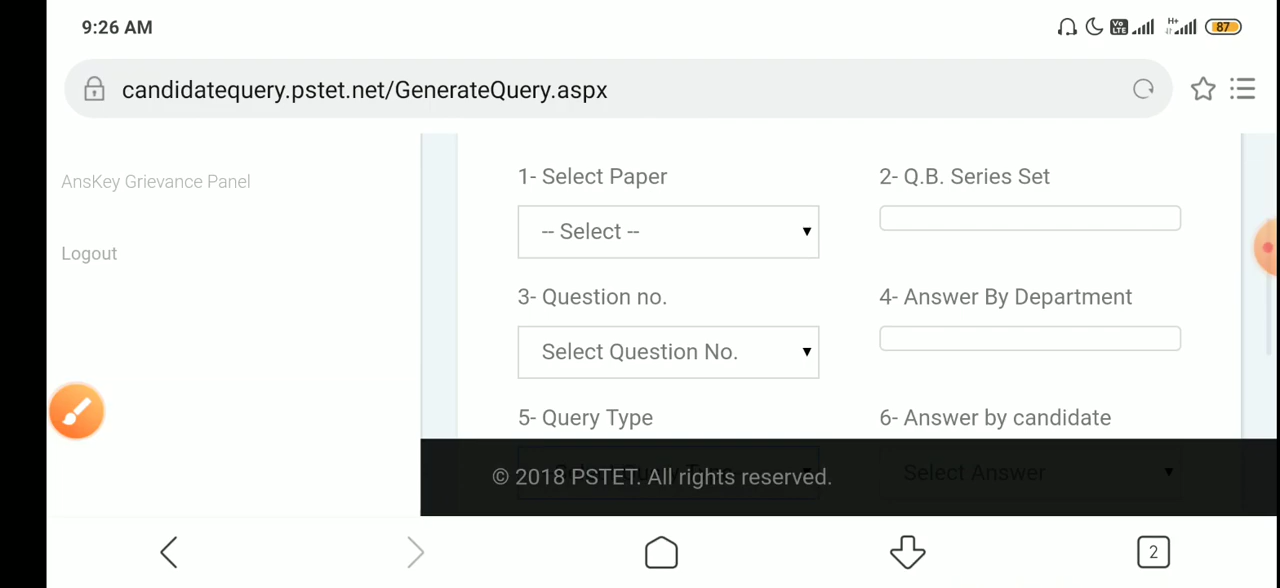 9:26 AM
Vo LTE
H+
87
candidatequery.pstet.net/GenerateQuery.aspx
AnsKey Grievance Panel
Logout
1- Select Paper
2- Q.B. Series Set
-- Select --
3- Question no.
4- Answer By Department
Select Question No.
5- Query Type
6- Answer by candidate
Select Answer
© 2018 PSTET. All rights reserved.
2